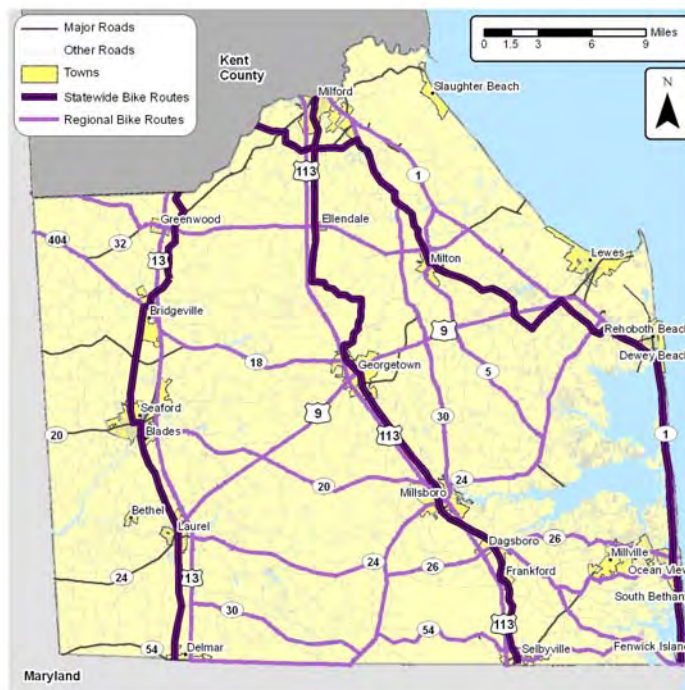 Major Roads
Other Roads
Towns
Statewide Bike Routes
Regional Bike Routes
Miles
0 1.5 3 6 9
N
Kent
County
Milford
Slaughter Beach
1
113
Greenwood
Ellendale
404
32
13
Milton
Lewes
Bridgeville
9
Rehoboth Beach
Dewey Beach
18
Georgetown
5
Seaford
9
30
1
20
Blades
113
20
24
Millsboro
Bethel
Laurel
Dagsboro
26
24
26
Millville
Ocean View
24
13
Frankford
South Bethan
30
113
54
54
Delmar
Selbyville
Fenwick Island
Maryland